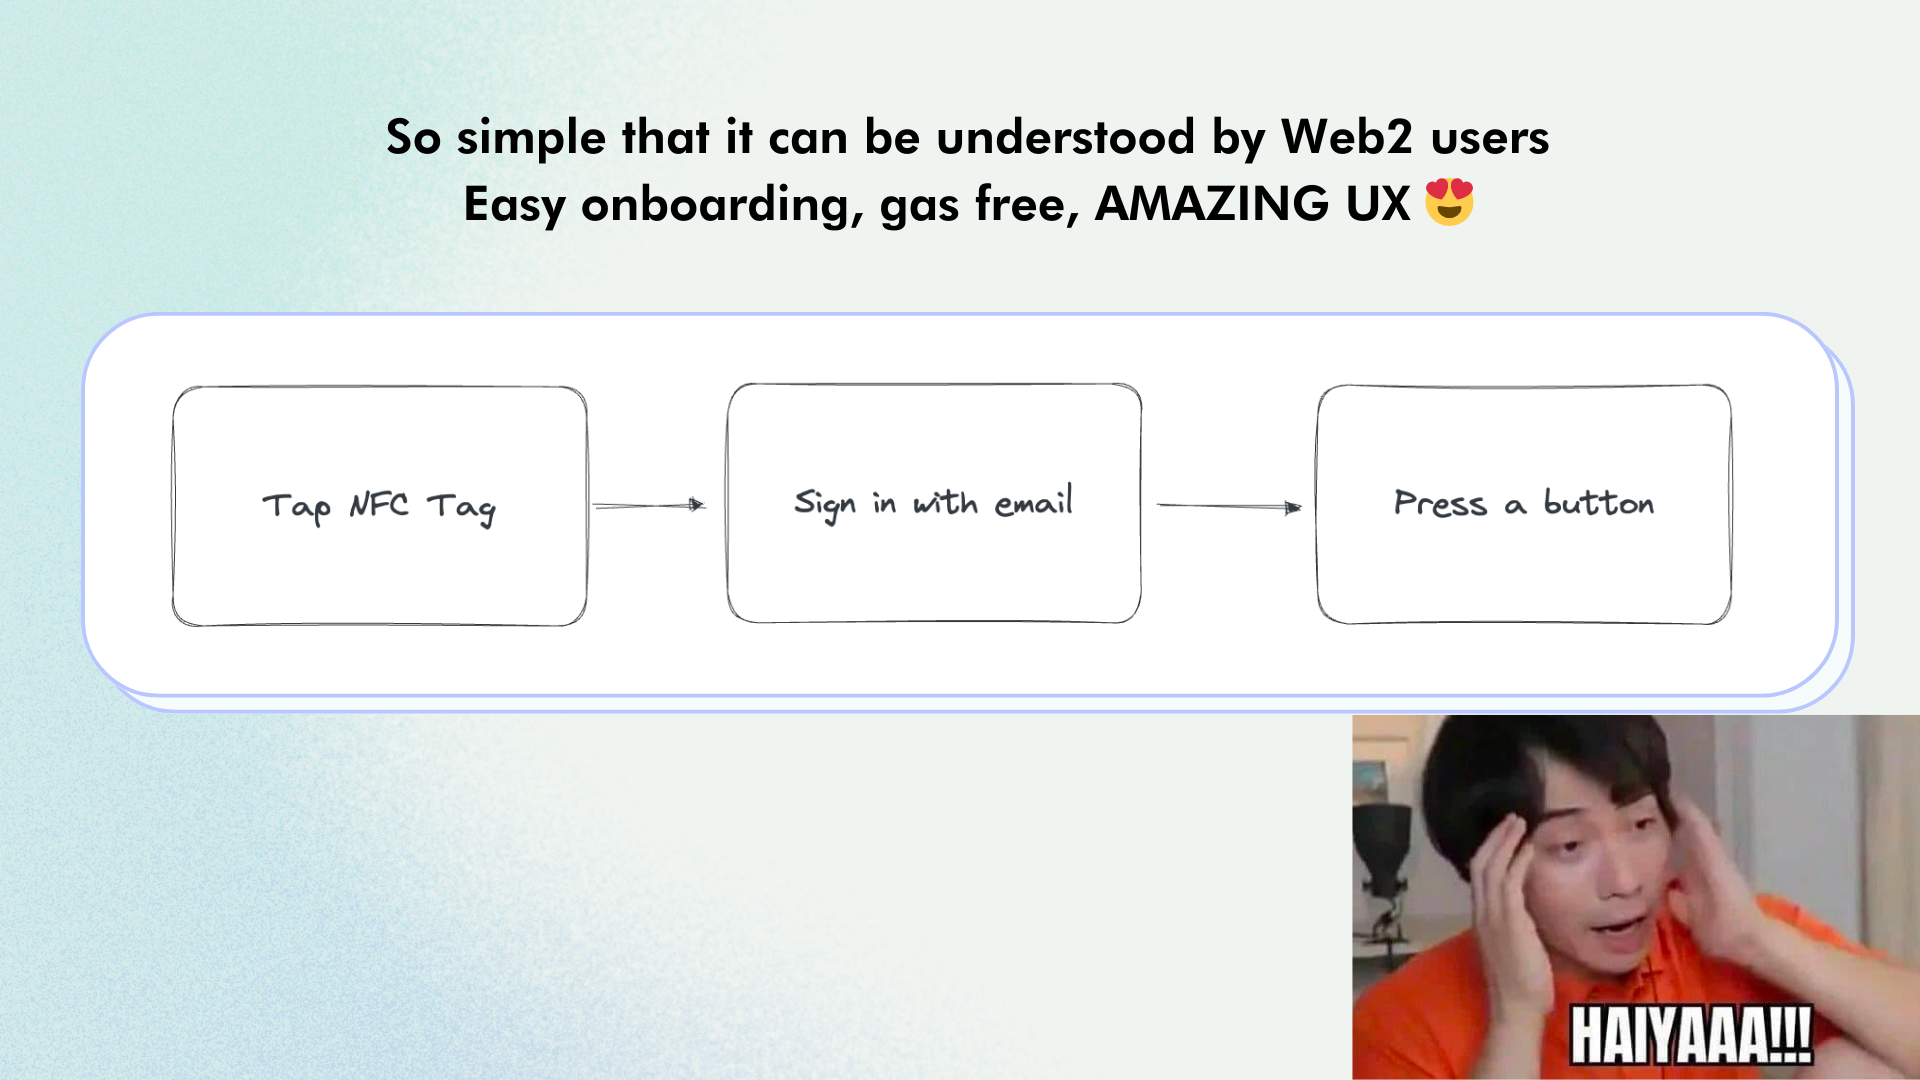 So simple that it can be understood by Web2 users
Easy onboarding, gas free, AMAZING UX 😍
Tap NFC Tag
Sign in with email
Press a button
HAIYAAA!!!